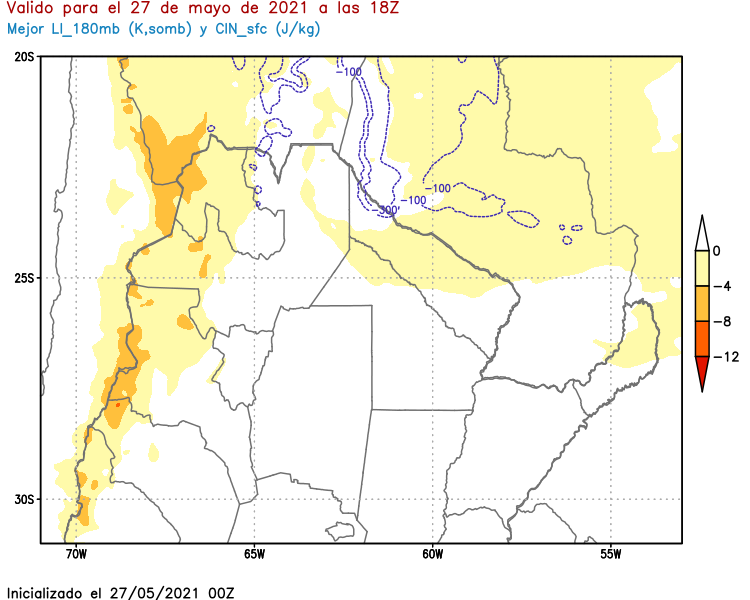 Valido para el 27 de mayo de 2021 a las 18Z
Mejor LI_180mb (K,somb) y CIN_sfc (J/kg)
20S
-100
-100
-100
-300
25S
30S
70W 65W 60W 55W
0
-4
-8
-12
Inicializado el 27/05/2021 00Z